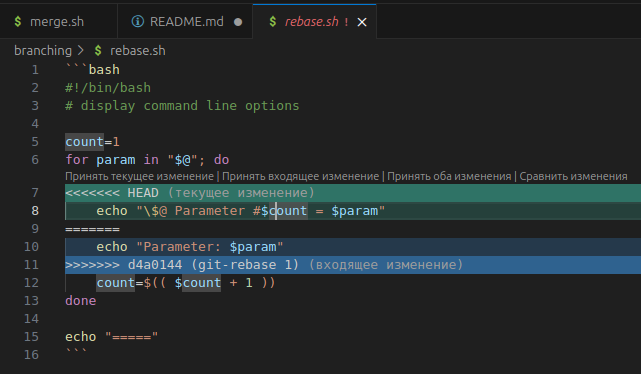 $ merge.sh README.md ● $ rebase.sh ! ×
branching > $ rebase.sh
1 ```bash
2 #!/bin/bash
3 # display command line options
4
5 count=1
6 for param in "$@"; do
Принять текущее изменение | Принять входящее изменение | Принять оба изменения | Сравнить изменения
7 <<<<<<< HEAD (текущее изменение)
8     echo "\$@ Parameter #$count = $param"
9 =======
10     echo "Parameter: $param"
11 >>>>>>> d4a0144 (git-rebase 1) (входящее изменение)
12     count=$(( $count + 1 ))
13 done
14
15 echo "====="
16 ```